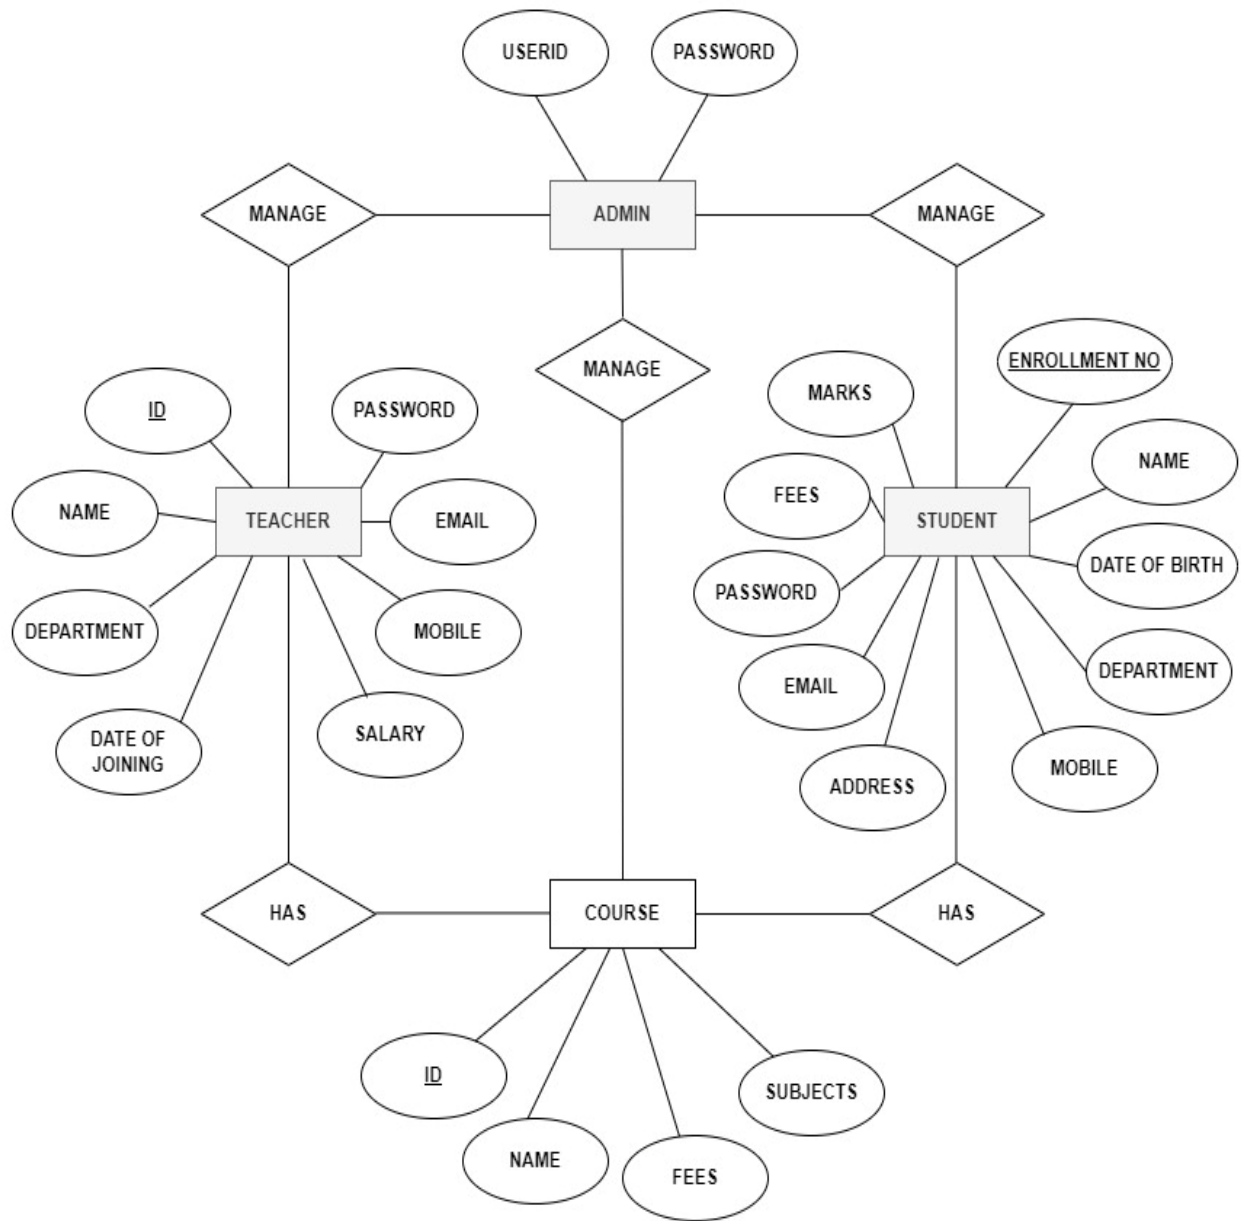 USERID
PASSWORD
MANAGE
ADMIN
MANAGE
MANAGE
ENROLLMENT NO
MARKS
ID
PASSWORD
NAME
FEES
NAME
TEACHER
EMAIL
STUDENT
DATE OF BIRTH
PASSWORD
DEPARTMENT
MOBILE
DEPARTMENT
EMAIL
SALARY
DATE OF
JOINING
MOBILE
ADDRESS
HAS
COURSE
HAS
ID
SUBJECTS
NAME
FEES